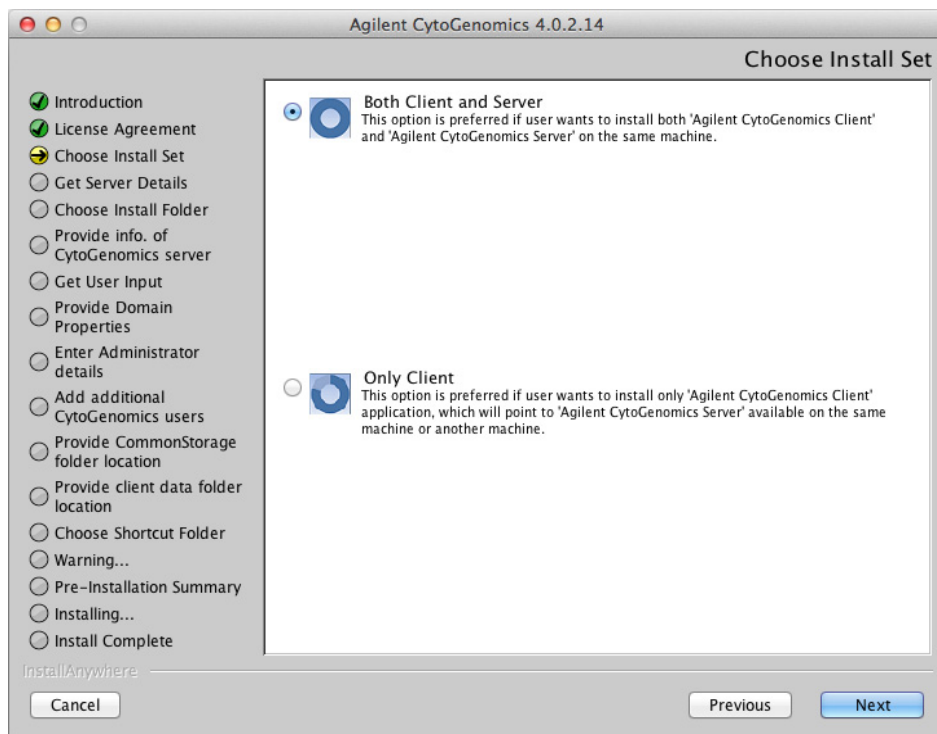 Agilent CytoGenomics 4.0.2.14
Choose Install Set
Introduction
License Agreement
Choose Install Set
Get Server Details
Choose Install Folder
Provide info. of
CytoGenomics server
Get User Input
Provide Domain
Properties
Enter Administrator
details
Add additional
CytoGenomics users
Provide CommonStorage
folder location
Provide client data folder
location
Choose Shortcut Folder
Warning...
Pre-Installation Summary
Installing...
Install Complete
Both Client and Server
This option is preferred if user wants to install both 'Agilent CytoGenomics Client'
and 'Agilent CytoGenomics Server' on the same machine.
Only Client
This option is preferred if user wants to install only 'Agilent CytoGenomics Client'
application, which will point to 'Agilent CytoGenomics Server' available on the same
machine or another machine.
InstallAnywhere
Cancel
Previous
Next